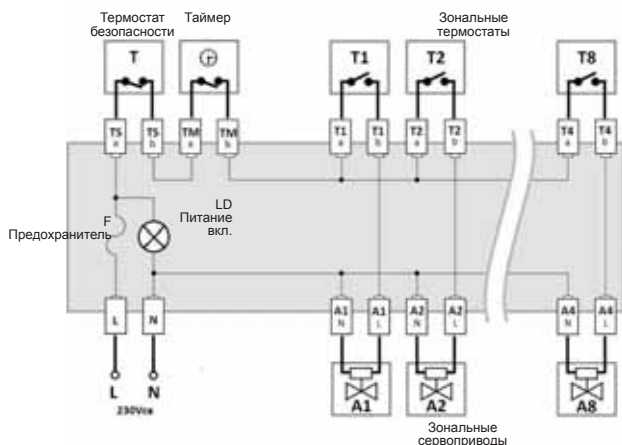 Термостат
безопасности
Таймер
Зональные
термостаты
T
T1
T2
T8
TS
a
TS
b
TM
a
TM
b
T1
a
T1
b
T2
a
T2
b
T4
a
T4
b
F
Предохранитель
LD
Питание
вкл.
L
N
A1
N
A1
L
A2
N
A2
L
A4
N
A4
L
L
N
230Vca
A1
A2
A8
Зональные
сервоприводы